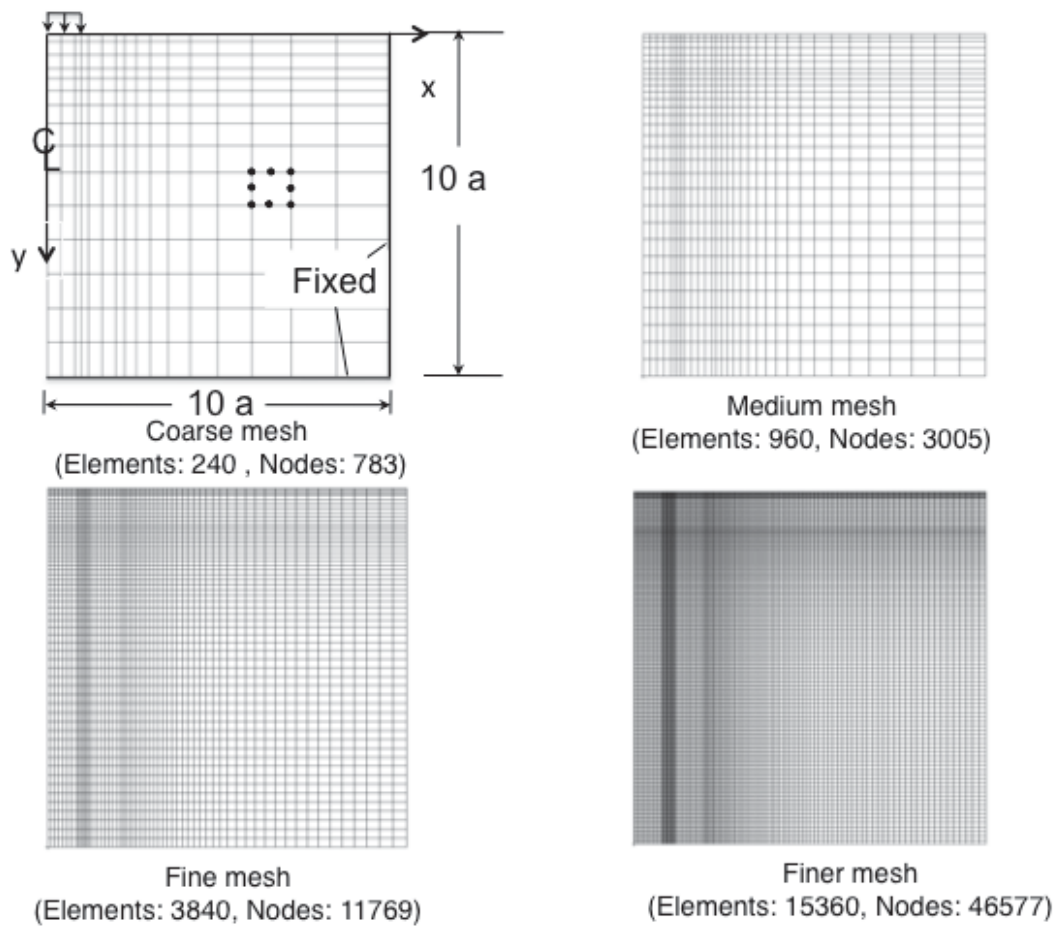 x
C
L
10 a
y
Fixed
10 a
Coarse mesh
(Elements: 240 , Nodes: 783)
Medium mesh
(Elements: 960, Nodes: 3005)
Fine mesh
(Elements: 3840, Nodes: 11769)
Finer mesh
(Elements: 15360, Nodes: 46577)